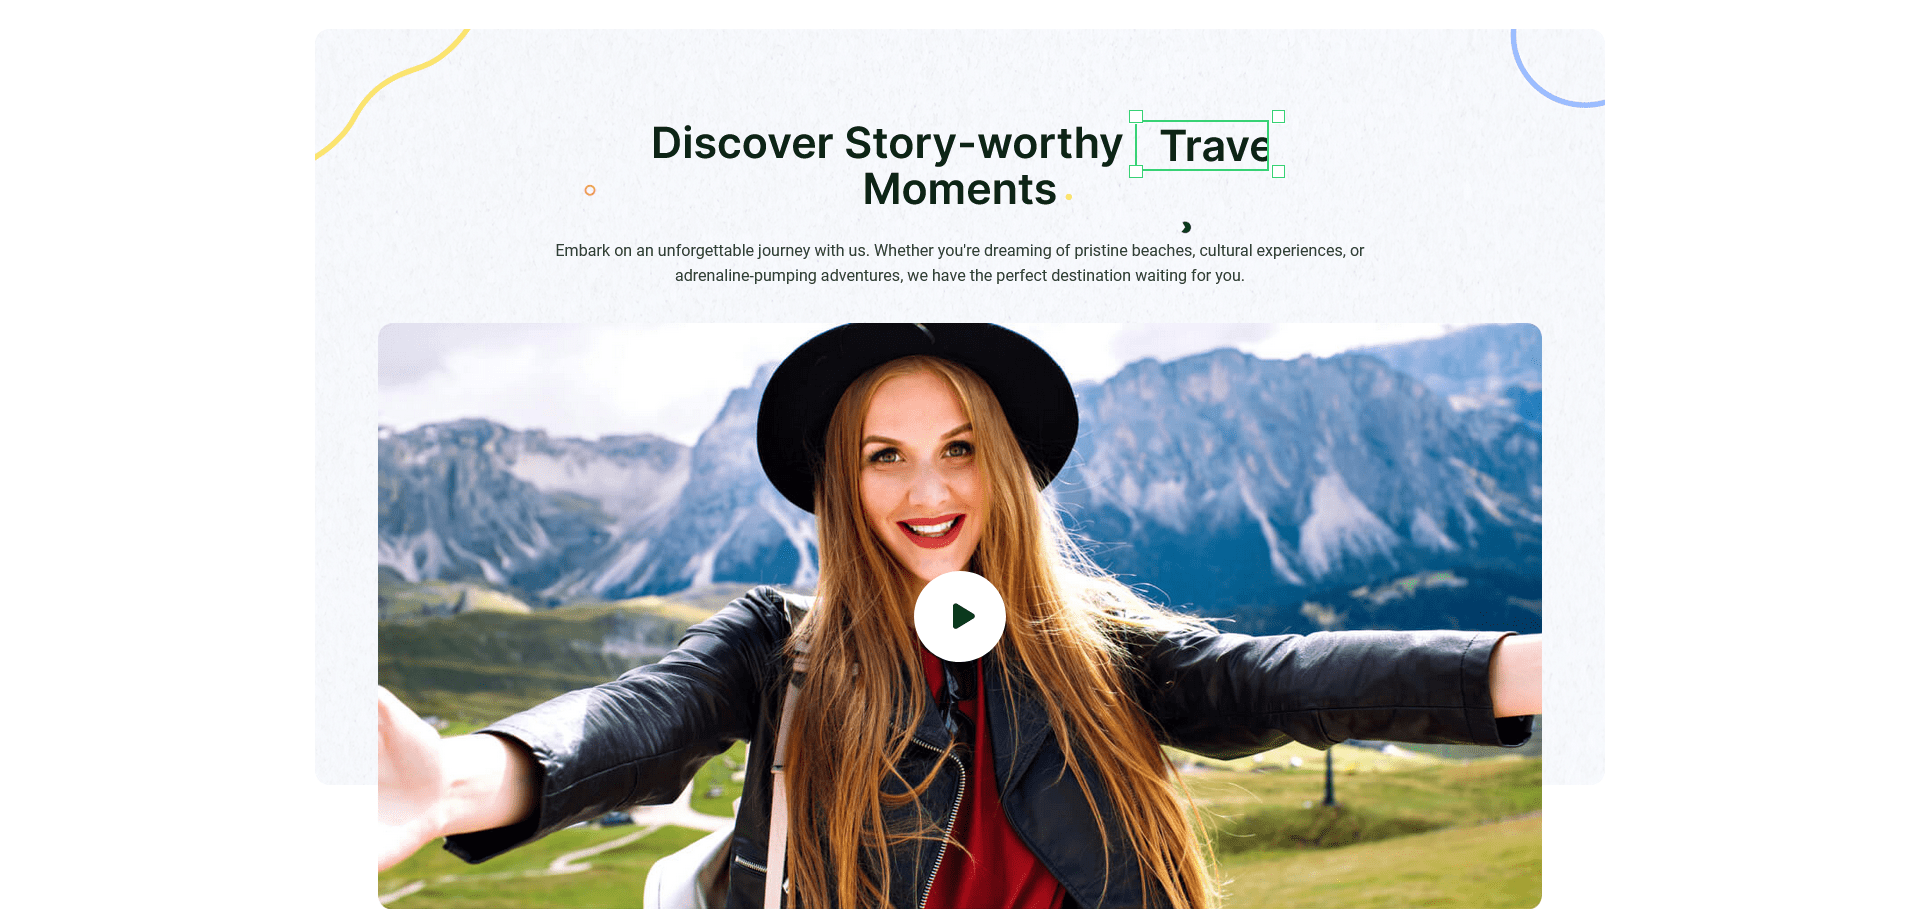 Discover Story-worthy Trave
Moments
Embark on an unforgettable journey with us. Whether you're dreaming of pristine beaches, cultural experiences, or
adrenaline-pumping adventures, we have the perfect destination waiting for you.